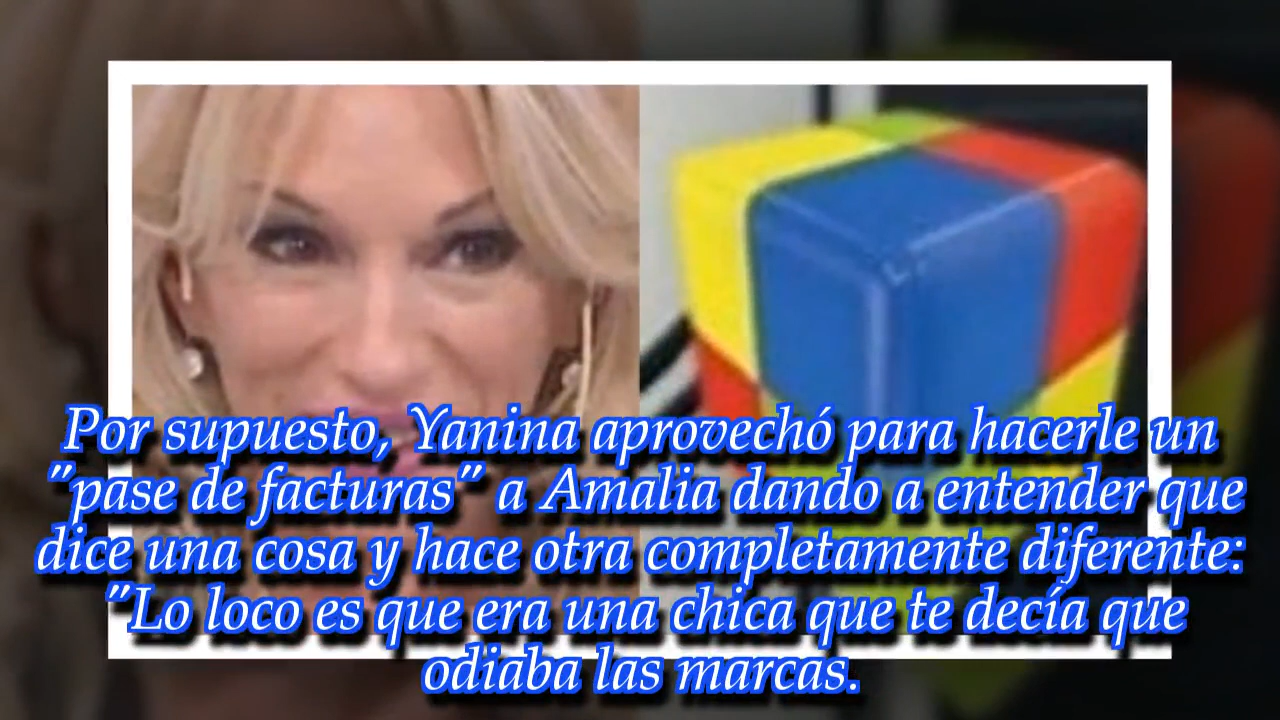 Por supuesto, Yanina aprovechó para hacerle un
"pase de facturas" a Amalia dando a entender que
dice una cosa y hace otra completamente diferente:
"Lo loco es que era una chica que te decía que
odiaba las marcas.